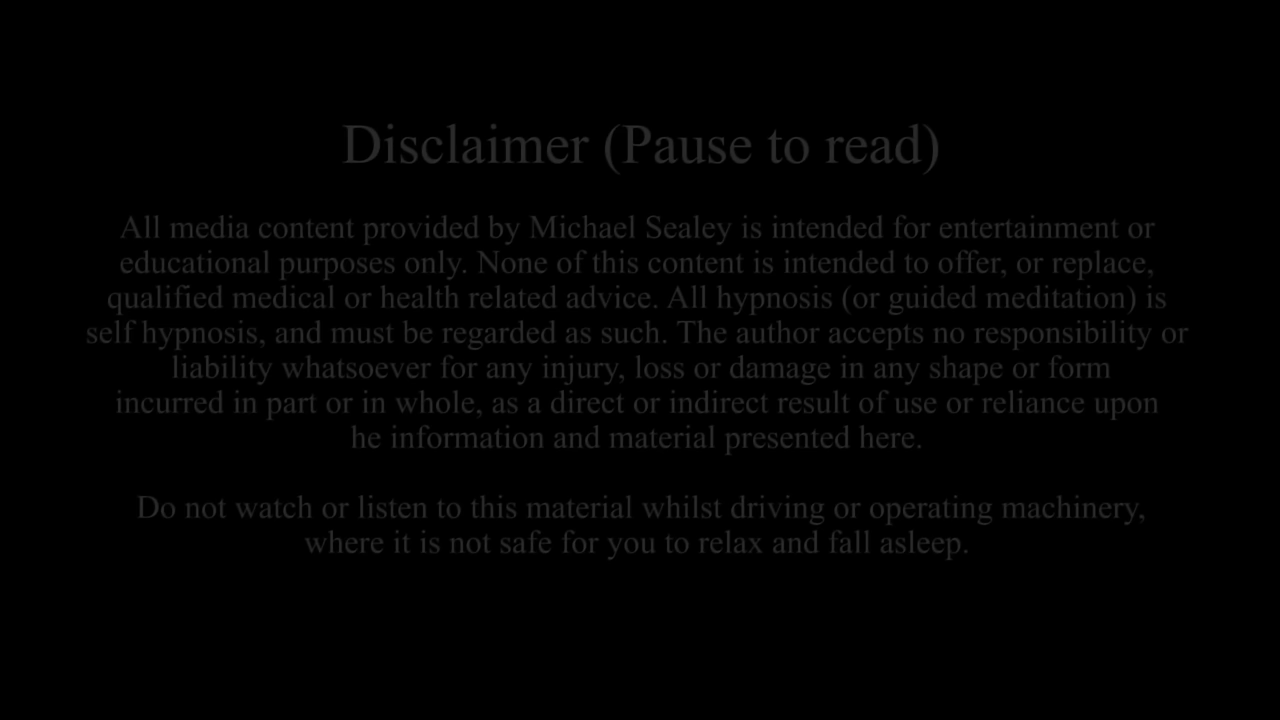 Disclaimer (Pause to read)
All media content provided by Michael Sealey is intended for entertainment or
educational purposes only. None of this content is intended to offer, or replace,
qualified medical or health related advice. All hypnosis (or guided meditation) is
self hypnosis, and must be regarded as such. The author accepts no responsibility or
liability whatsoever for any injury, loss or damage in any shape or form
incurred in part or in whole, as a direct or indirect result of use or reliance upon
he information and material presented here.
Do not watch or listen to this material whilst driving or operating machinery,
where it is not safe for you to relax and fall asleep.